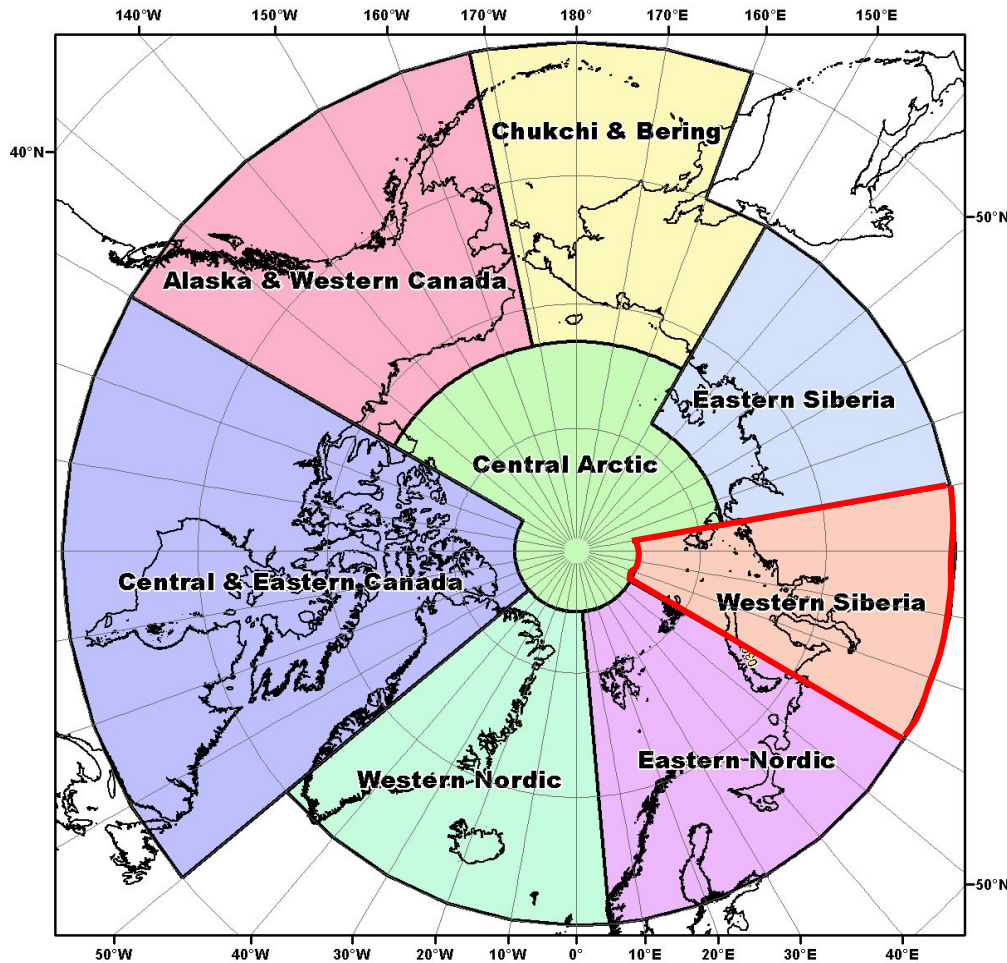 140°W 150°W 160°W 170°W 180° 170°E 160°E 150°E
Chukchi & Bering
40°N
50°N
Alaska & Western Canada
Eastern Siberia
Central Arctic
Central & Eastern Canada
Western Siberia
Eastern Nordic
Western Nordic
50°N
50°W 40°W 30°W 20°W 10°W 0° 10°E 20°E 30°E 40°E